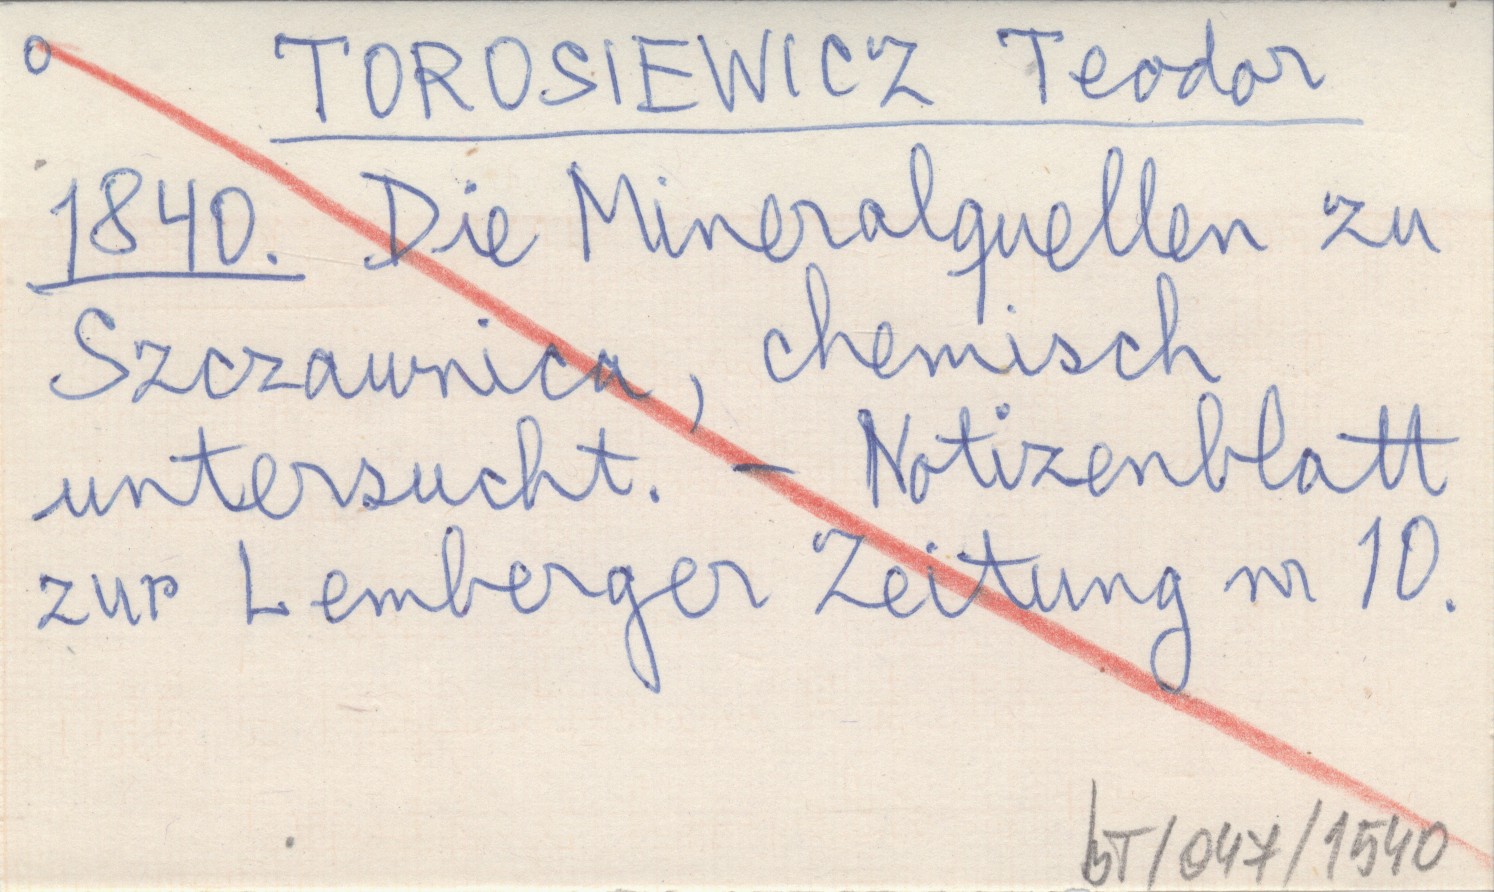 o TOROSIEWICZ Teodor
1840. Die Mineralquellen zu
Szczawnica, chemisch
untersucht. – Notizenblatt
zur Lemberger Zeitung nr 10.
bT/047/1540